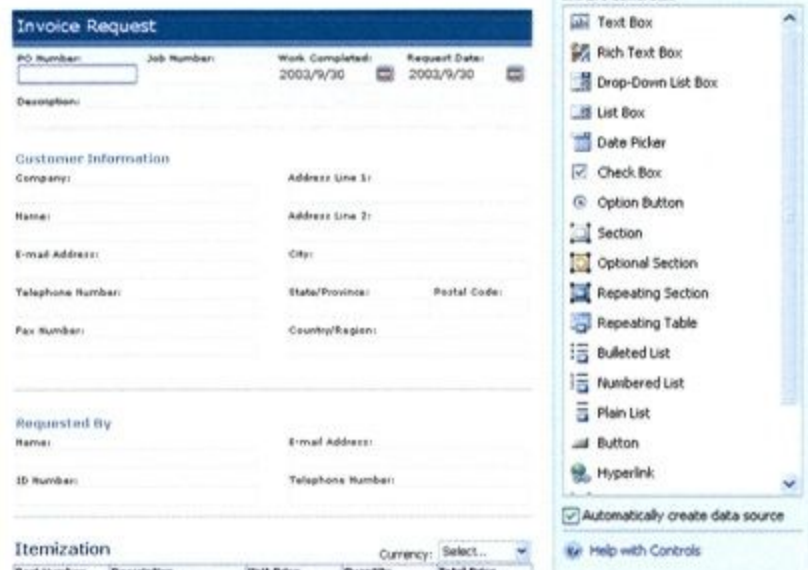 Invoice Request
PO Number: Job Number: Work Completed: Request Date:
2003/9/30 2003/9/30
Description:
Customer Information
Company: Address Line 1:
Name: Address Line 2:
E-mail Address: City:
Telephone Number: State/Province: Postal Code:
Fax Number: Country/Region:
Requested By
Name: E-mail Address:
ID Number: Telephone Number:
Itemization Currency: Select...
Text Box
Rich Text Box
Drop-Down List Box
List Box
Date Picker
Check Box
Option Button
Section
Optional Section
Repeating Section
Repeating Table
Bulleted List
Numbered List
Plain List
Button
Hyperlink
Automatically create data source
Help with Controls